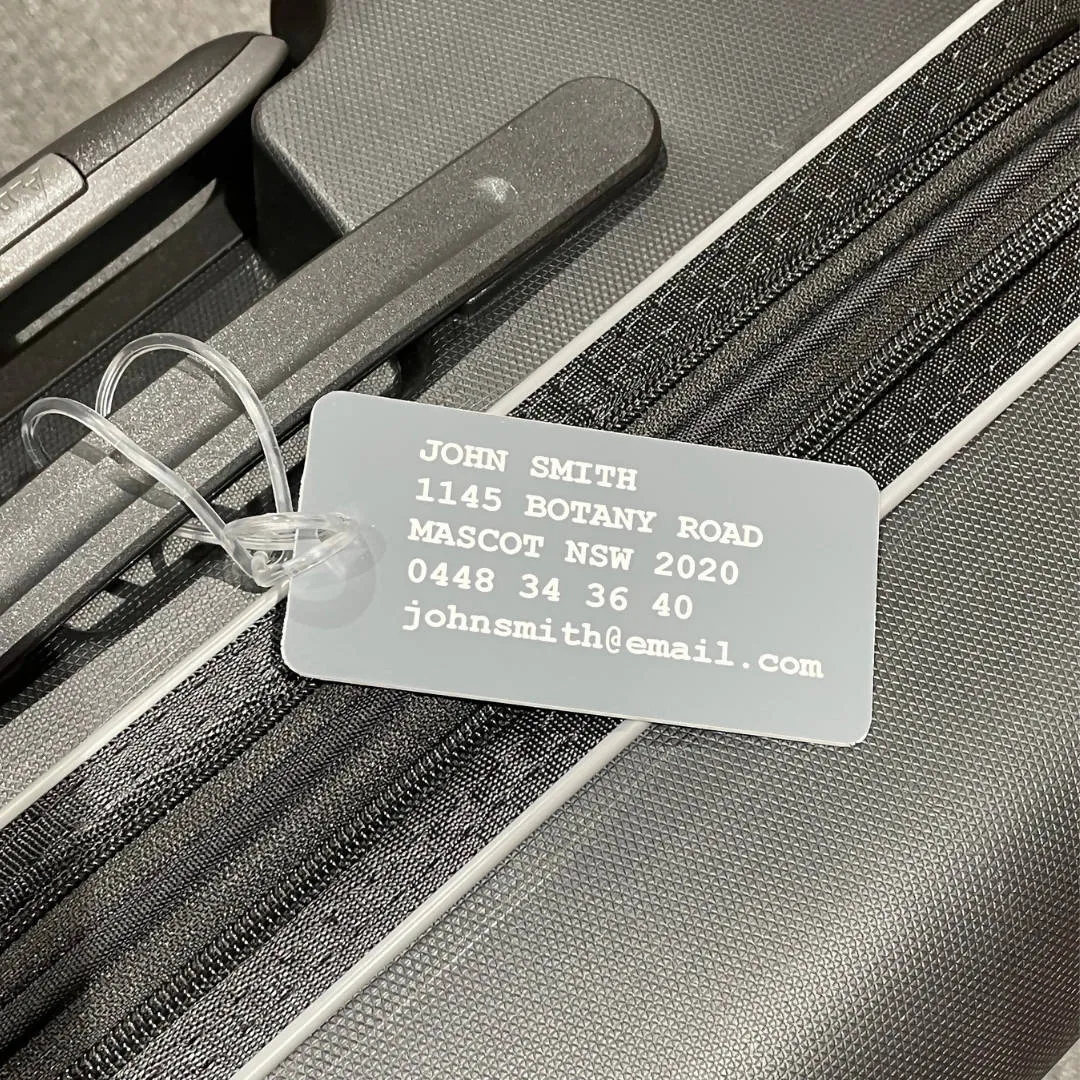 JOHN SMITH
1145 BOTANY ROAD
MASCOT NSW 2020
0448 34 36 40
johnsmith@email.com